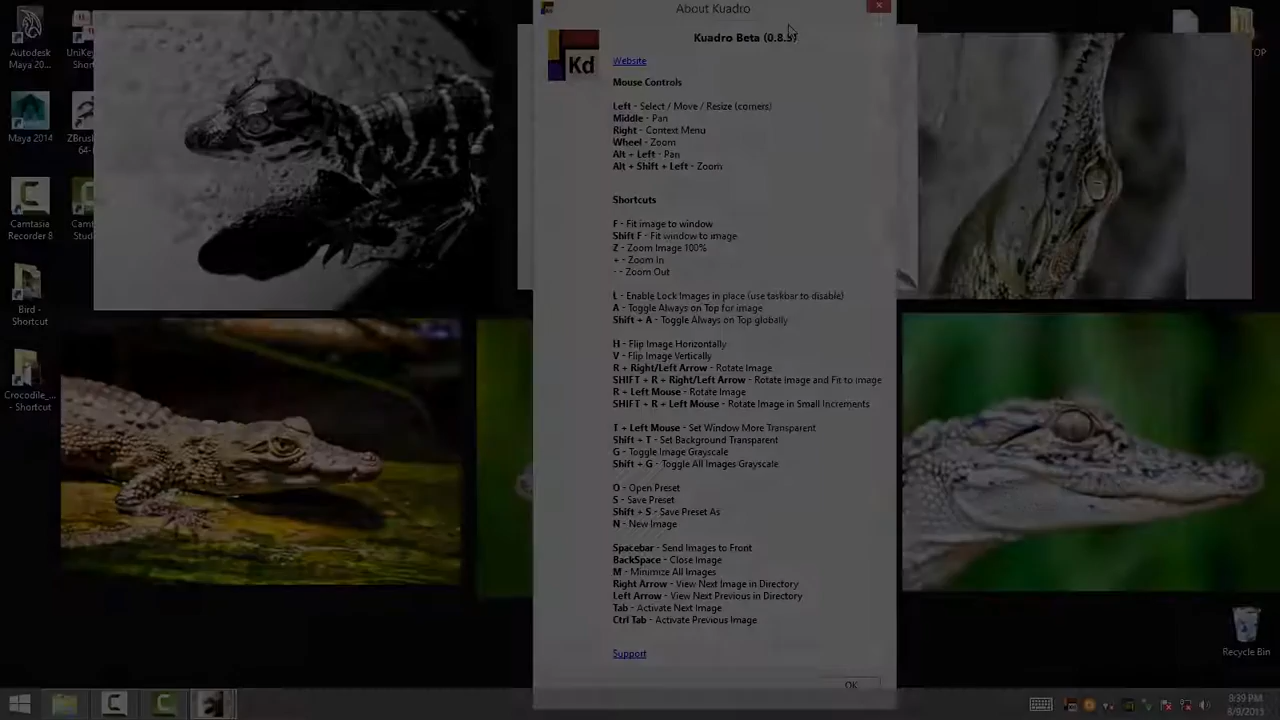 About Kuadro
Kuadro Beta (0.8.5)
Kd
Website
Mouse Controls
Left - Select / Move / Resize (corners)
Middle - Pan
Right - Context Menu
Wheel - Zoom
Alt + Left - Pan
Alt + Shift + Left - Zoom
Shortcuts
F - Fit image to window
Shift F - Fit window to image
Z - Zoom Image 100%
+ - Zoom In
- - Zoom Out
L - Enable Lock Images in place (use taskbar to disable)
A - Toggle Always on Top for image
Shift + A - Toggle Always on Top globally
H - Flip Image Horizontally
V - Flip Image Vertically
R + Right/Left Arrow - Rotate Image
SHIFT + R + Right/Left Arrow - Rotate Image and Fit to image
R + Left Mouse - Rotate Image
SHIFT + R + Left Mouse - Rotate Image in Small Increments
T + Left Mouse - Set Window More Transparent
Shift + T - Set Background Transparent
G - Toggle Image Grayscale
Shift + G - Toggle All Images Grayscale
O - Open Preset
S - Save Preset
Shift + S - Save Preset As
N - New Image
Spacebar - Send Images to Front
BackSpace - Close Image
M - Minimize All Images
Right Arrow - View Next Image in Directory
Left Arrow - View Next Previous in Directory
Tab - Activate Next Image
Ctrl Tab - Activate Previous Image
Support
OK
Autodesk
Maya 20...
UniKey
Maya 2014
ZBrus
64-
Camtasia
Recorder 8
Camt
Stud
Bird -
Shortcut
Crocodile_...
- Shortcut
Recycle Bin
8:39 PM